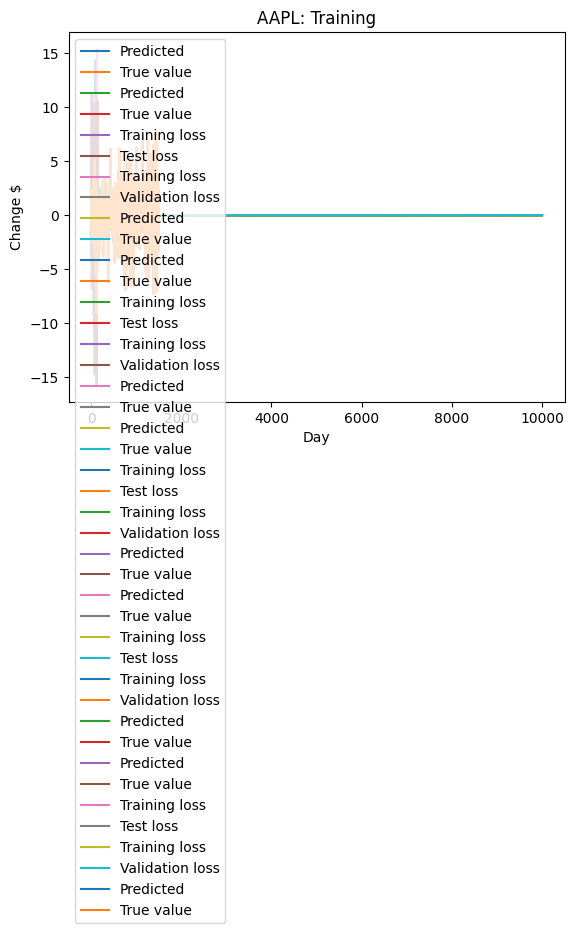 AAPL: Training
Change $
15
10
5
0
−5
−10
−15
Predicted
True value
Predicted
True value
Training loss
Test loss
Training loss
Validation loss
Predicted
True value
Predicted
True value
Training loss
Test loss
Training loss
Validation loss
Predicted
True value
Predicted
True value
Training loss
Test loss
Training loss
Validation loss
Predicted
True value
Predicted
True value
Training loss
Test loss
Training loss
Validation loss
Predicted
True value
Predicted
True value
Training loss
Test loss
Training loss
Validation loss
Predicted
True value
0 2000 4000 6000 8000 10000
Day